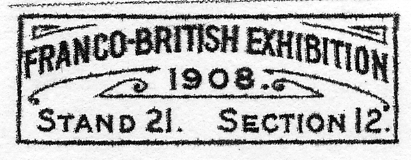 FRANCO-BRITISH EXHIBITION
1908.
STAND 21. SECTION 12.